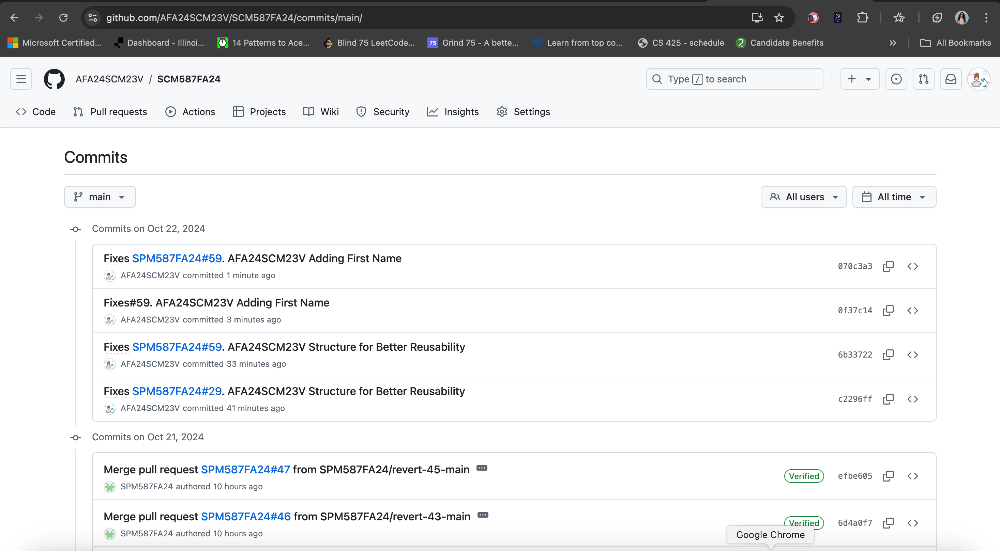 github.com/AFA24SCM23V/SCM587FA24/commits/main/
Microsoft Certified... Dashboard - Illinoi... 14 Patterns to Ace... Blind 75 LeetCode... 75 Grind 75 - A bette... Learn from top co... CS 425 - schedule 2 Candidate Benefits » All Bookmarks
AFA24SCM23V / SCM587FA24 Type / to search
Code Pull requests Actions Projects Wiki Security Insights Settings
Commits
main All users All time
Commits on Oct 22, 2024
Fixes SPM587FA24#59. AFA24SCM23V Adding First Name
070c3a3
AFA24SCM23V committed 1 minute ago
Fixes#59. AFA24SCM23V Adding First Name
0f37c14
AFA24SCM23V committed 3 minutes ago
Fixes SPM587FA24#59. AFA24SCM23V Structure for Better Reusability
6b33722
AFA24SCM23V committed 33 minutes ago
Fixes SPM587FA24#29. AFA24SCM23V Structure for Better Reusability
c2296ff
AFA24SCM23V committed 41 minutes ago
Commits on Oct 21, 2024
Merge pull request SPM587FA24#47 from SPM587FA24/revert-45-main
Verified efbe605
SPM587FA24 authored 10 hours ago
Merge pull request SPM587FA24#46 from SPM587FA24/revert-43-main
Verified 6d4a0f7
SPM587FA24 authored 10 hours ago
Google Chrome